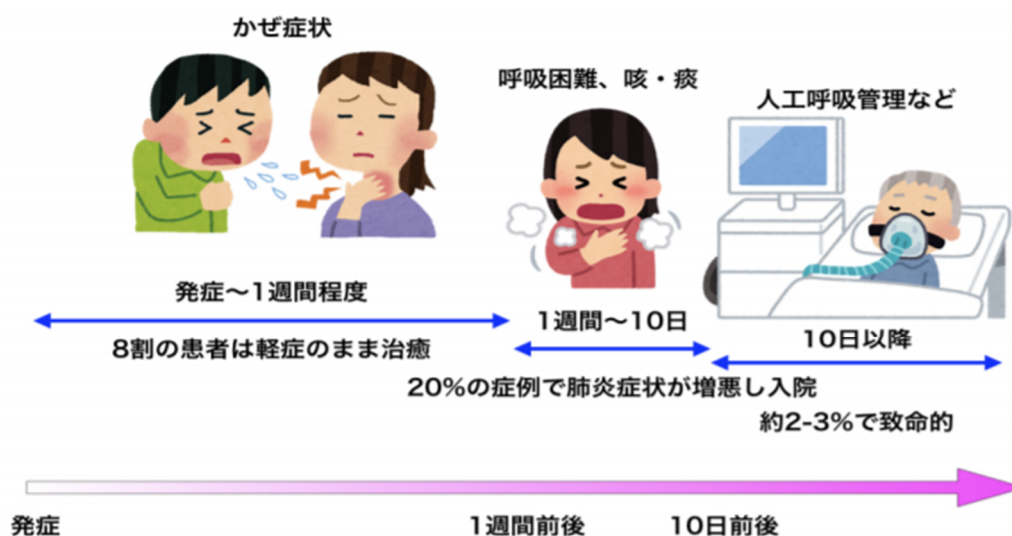 かぜ症状
呼吸困難、咳・痰
人工呼吸管理など
発症〜1週間程度
8割の患者は軽症のまま治癒
1週間〜10日
20%の症例で肺炎症状が増悪し入院
10日以降
約2-3%で致命的
発症
1週間前後
10日前後